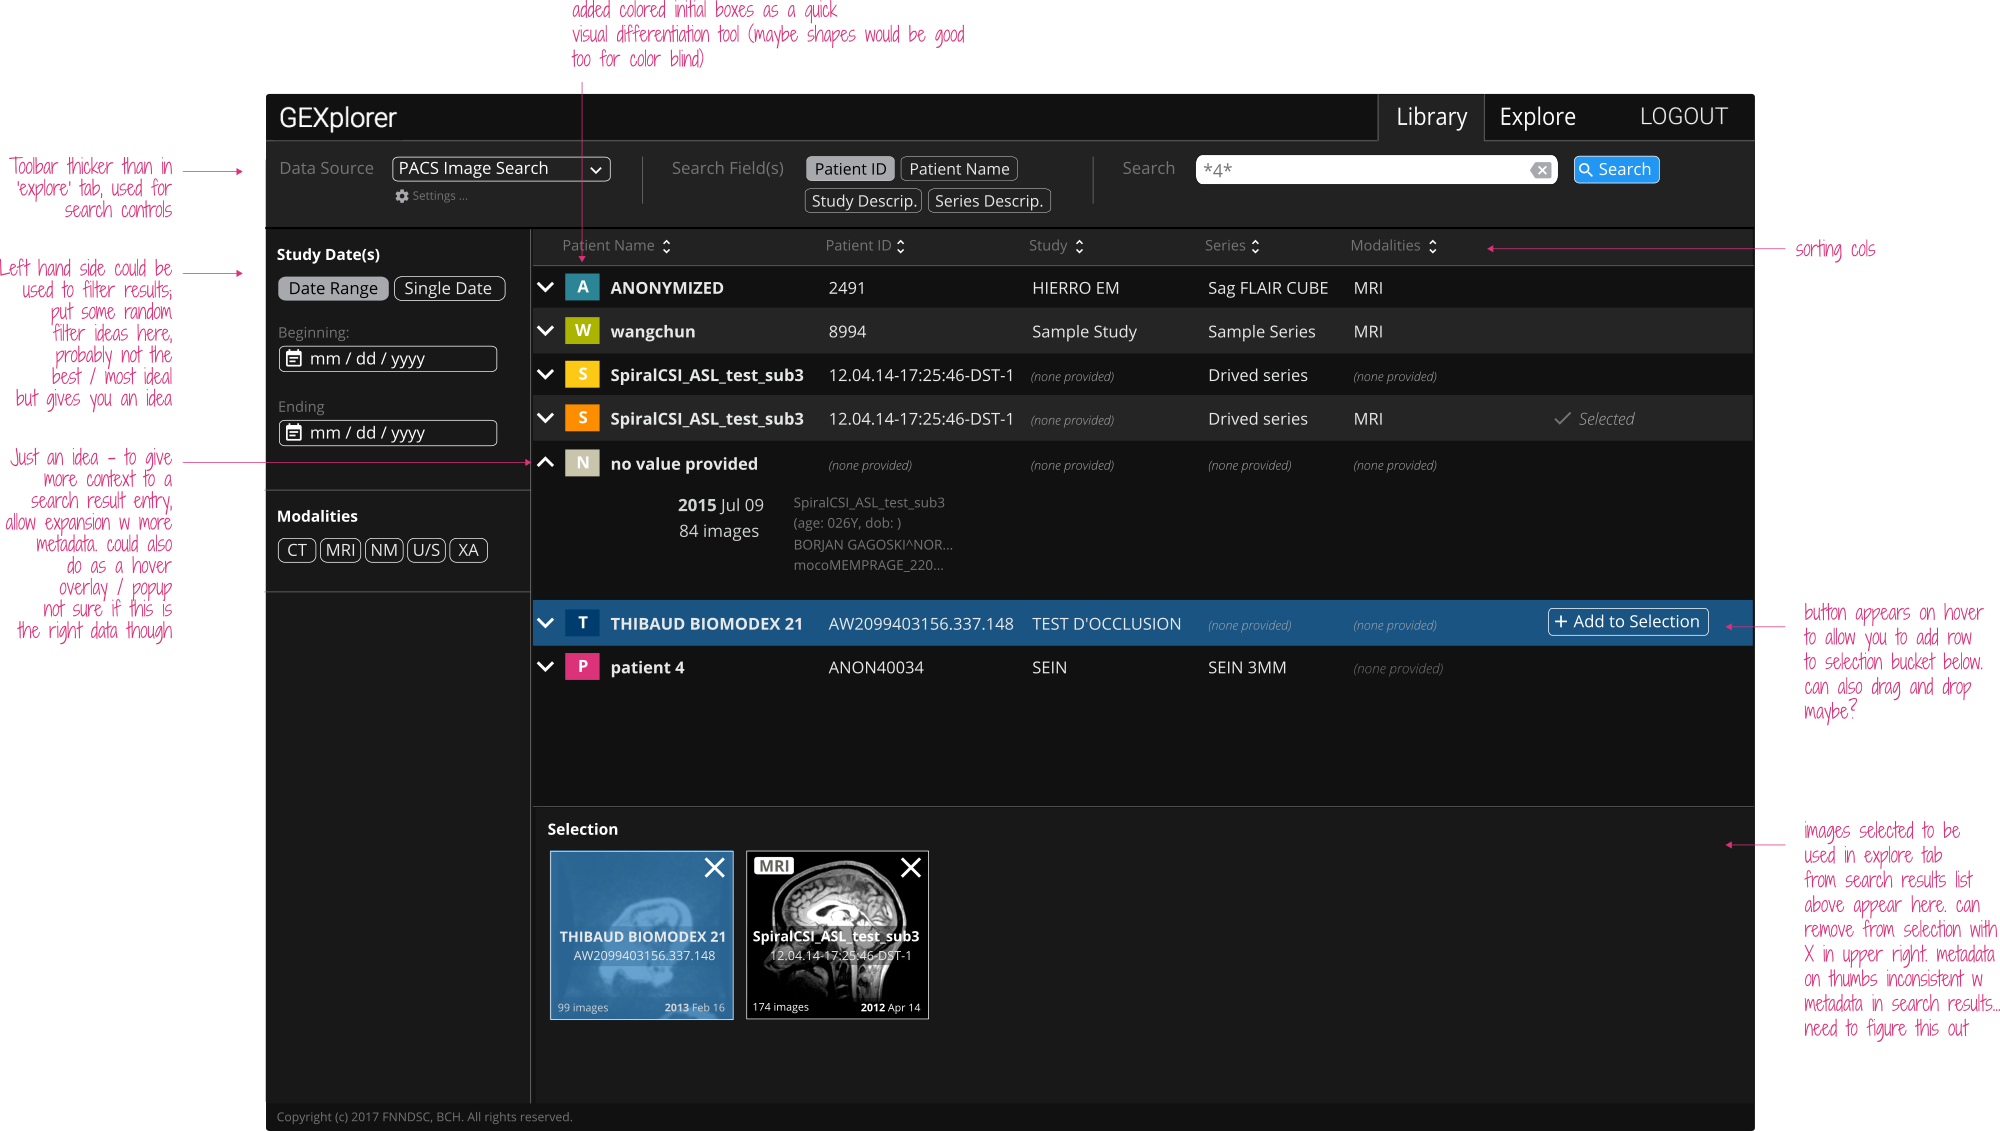 added colored initial boxes as a quick
visual differentiation tool (maybe shapes would be good
too for color blind)
GEXplorer
Library
Explore
LOGOUT
Toolbar thicker than in
'explore' tab, used for
search controls
Data Source
PACS Image Search
Settings ...
Search Field(s)
Patient ID
Patient Name
Study Descrip.
Series Descrip.
Search
*4*
Search
Left hand side could be
used to filter results;
put some random
filter ideas here,
probably not the
best / most ideal
but gives you an idea
Study Date(s)
Date Range
Single Date
Beginning:
mm / dd / yyyy
Ending
mm / dd / yyyy
Just an idea - to give
more context to a
search result entry,
allow expansion w more
metadata. could also
do as a hover
overlay / popup
not sure if this is
the right data though
Modalities
CT MRI NM U/S XA
Patient Name Patient ID Study Series Modalities
sorting cols
A ANONYMIZED 2491 HIERRO EM Sag FLAIR CUBE MRI
W wangchun 8994 Sample Study Sample Series MRI
S SpiralCSI_ASL_test_sub3 12.04.14-17:25:46-DST-1 (none provided) Drived series (none provided)
S SpiralCSI_ASL_test_sub3 12.04.14-17:25:46-DST-1 (none provided) Drived series MRI Selected
N no value provided (none provided) (none provided) (none provided) (none provided)
2015 Jul 09
84 images
SpiralCSI_ASL_test_sub3
(age: 026Y, dob: )
BORJAN GAGOSKI^NOR...
mocoMEMPRAGE_220...
T THIBAUD BIOMODEX 21 AW2099403156.337.148 TEST D'OCCLUSION (none provided) (none provided) + Add to Selection
P patient 4 ANON40034 SEIN SEIN 3MM (none provided)
button appears on hover
to allow you to add row
to selection bucket below.
can also drag and drop
maybe?
Selection
THIBAUD BIOMODEX 21
AW2099403156.337.148
99 images 2013 Feb 16
MRI
SpiralCSI_ASL_test_sub3
12.04.14-17:25:46-DST-1
174 images 2012 Apr 14
images selected to be
used in explore tab
from search results list
above appear here. can
remove from selection with
X in upper right. metadata
on thumbs inconsistent w
metadata in search results...
need to figure this out
Copyright (c) 2017 FNNDSC, BCH. All rights reserved.